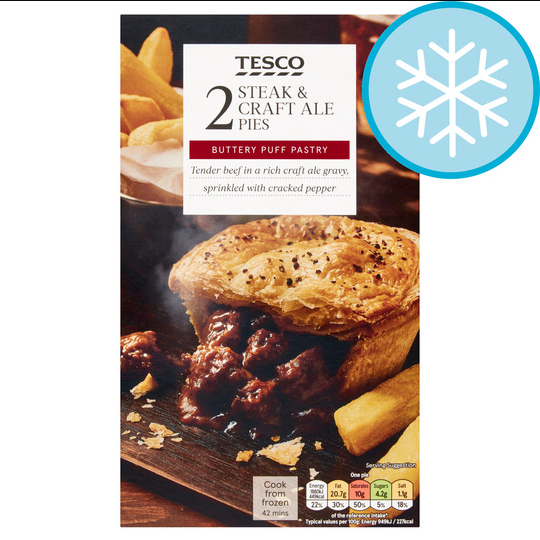 TESCO
2 STEAK &
CRAFT ALE
PIES
BUTTERY PUFF PASTRY
Tender beef in a rich craft ale gravy,
sprinkled with cracked pepper
Serving Suggestion
Cook
from
frozen
42 mins
One pie
Energy Fat Saturates Sugars Salt
1880kJ 20.7g 10g 4.2g 1.1g
449kcal
22% 30% 50% 5% 18%
of the reference intake*
Typical values per 100g: Energy 949kJ / 227kcal